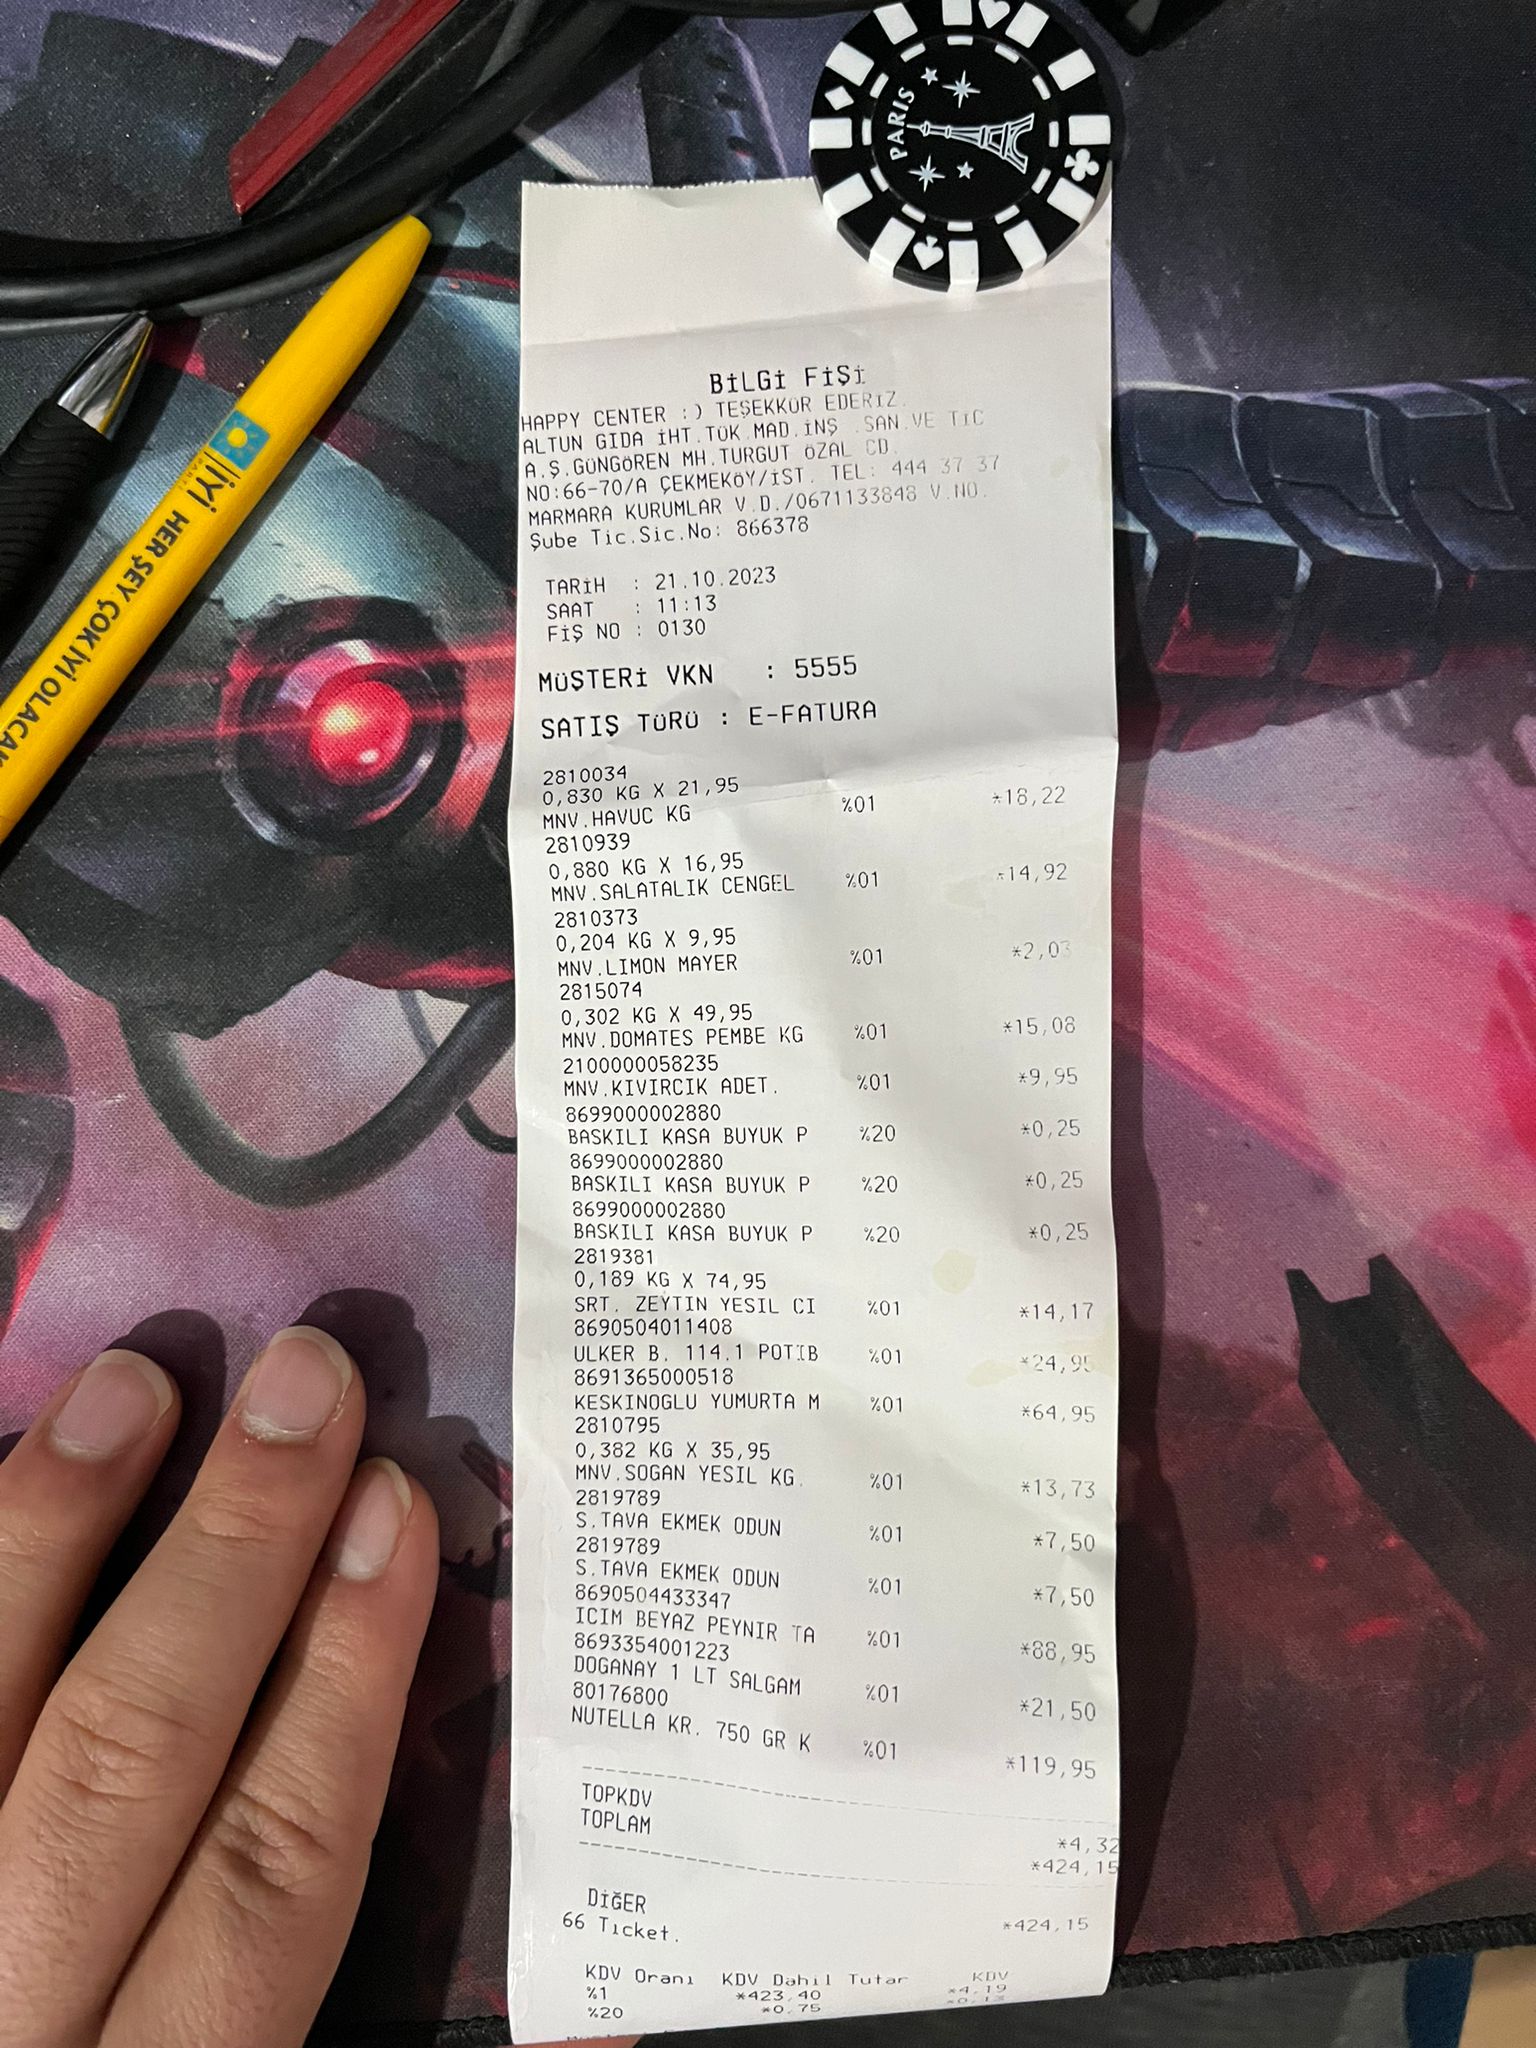 PARIS
İYİ
PARTİ
HER ŞEY ÇOK İYİ OLACAK
BİLGİ FİŞİ
HAPPY CENTER :) TEŞEKKÜR EDERİZ.
ALTUN GIDA İHT.TÜK.MAD.İNŞ .SAN.VE TİC
A.Ş.GÜNGÖREN MH.TURGUT ÖZAL CD.
NO:66-70/A ÇEKMEKÖY/İST. TEL: 444 37 37
MARMARA KURUMLAR V.D./0671133848 V.NO.
Şube Tic.Sic.No: 866378
TARİH : 21.10.2023
SAAT : 11:13
FİŞ NO : 0130
MÜŞTERİ VKN : 5555
SATIŞ TÜRÜ : E-FATURA
2810034
0,830 KG X 21,95
MNV.HAVUC KG %01 *18,22
2810939
0,880 KG X 16,95
MNV.SALATALIK CENGEL %01 *14,92
2810373
0,204 KG X 9,95
MNV.LIMON MAYER %01 *2,03
2815074
0,302 KG X 49,95
MNV.DOMATES PEMBE KG %01 *15,08
2100000058235
MNV.KIVIRCIK ADET. %01 *9,95
8699000002880
BASKILI KASA BUYUK P %20 *0,25
8699000002880
BASKILI KASA BUYUK P %20 *0,25
8699000002880
BASKILI KASA BUYUK P %20 *0,25
2819381
0,189 KG X 74,95
SRT. ZEYTIN YESIL CI %01 *14,17
8690504011408
ULKER B. 114.1 POTIB %01 *24,95
8691365000518
KESKINOGLU YUMURTA M %01 *64,95
2810795
0,382 KG X 35,95
MNV.SOGAN YESIL KG. %01 *13,73
2819789
S.TAVA EKMEK ODUN %01 *7,50
2819789
S.TAVA EKMEK ODUN %01 *7,50
8690504433347
ICIM BEYAZ PEYNIR TA %01 *88,95
8693354001223
DOGANAY 1 LT SALGAM %01 *21,50
80176800
NUTELLA KR. 750 GR K %01 *119,95
TOPKDV *4,32
TOPLAM *424,15
DİĞER
66 Ticket. *424,15
KDV Oranı KDV Dahil Tutar KDV
%1 *423,40 *4,19
%20 *0,75 *0,13